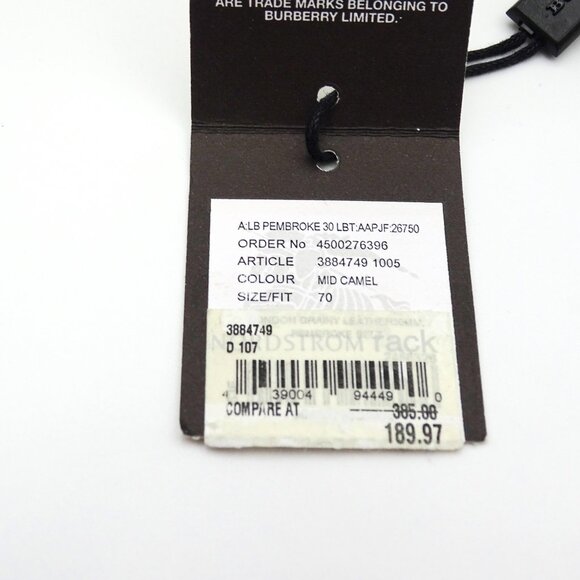 ARE TRADE MARKS BELONGING TO
BURBERRY LIMITED.
A:LB PEMBROKE 30 LBT:AAPJF:26750
ORDER No 4500276396
ARTICLE 3884749 1005
COLOUR MID CAMEL
SIZE/FIT 70
3884749
D 107
NORDSTROM rack
4 39004 94449 0
COMPARE AT 385.00
189.97